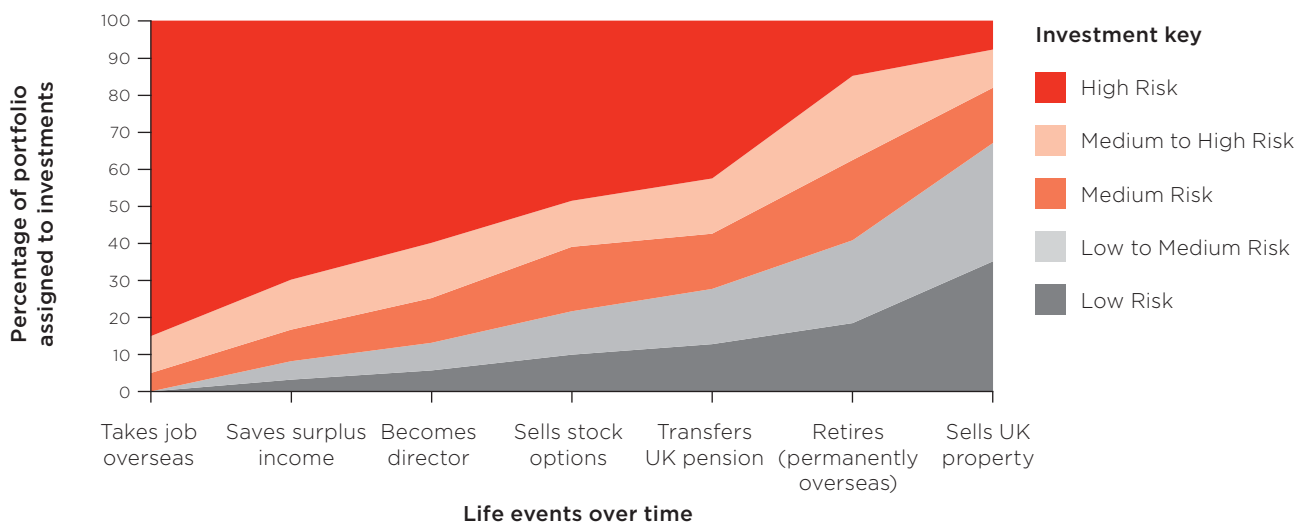 100
90
80
70
60
50
40
30
20
10
0
Percentage of portfolio
assigned to investments
Takes job
overseas
Saves surplus
income
Becomes
director
Sells stock
options
Transfers
UK pension
Retires
(permanently
overseas)
Sells UK
property
Life events over time
Investment key
High Risk
Medium to High Risk
Medium Risk
Low to Medium Risk
Low Risk